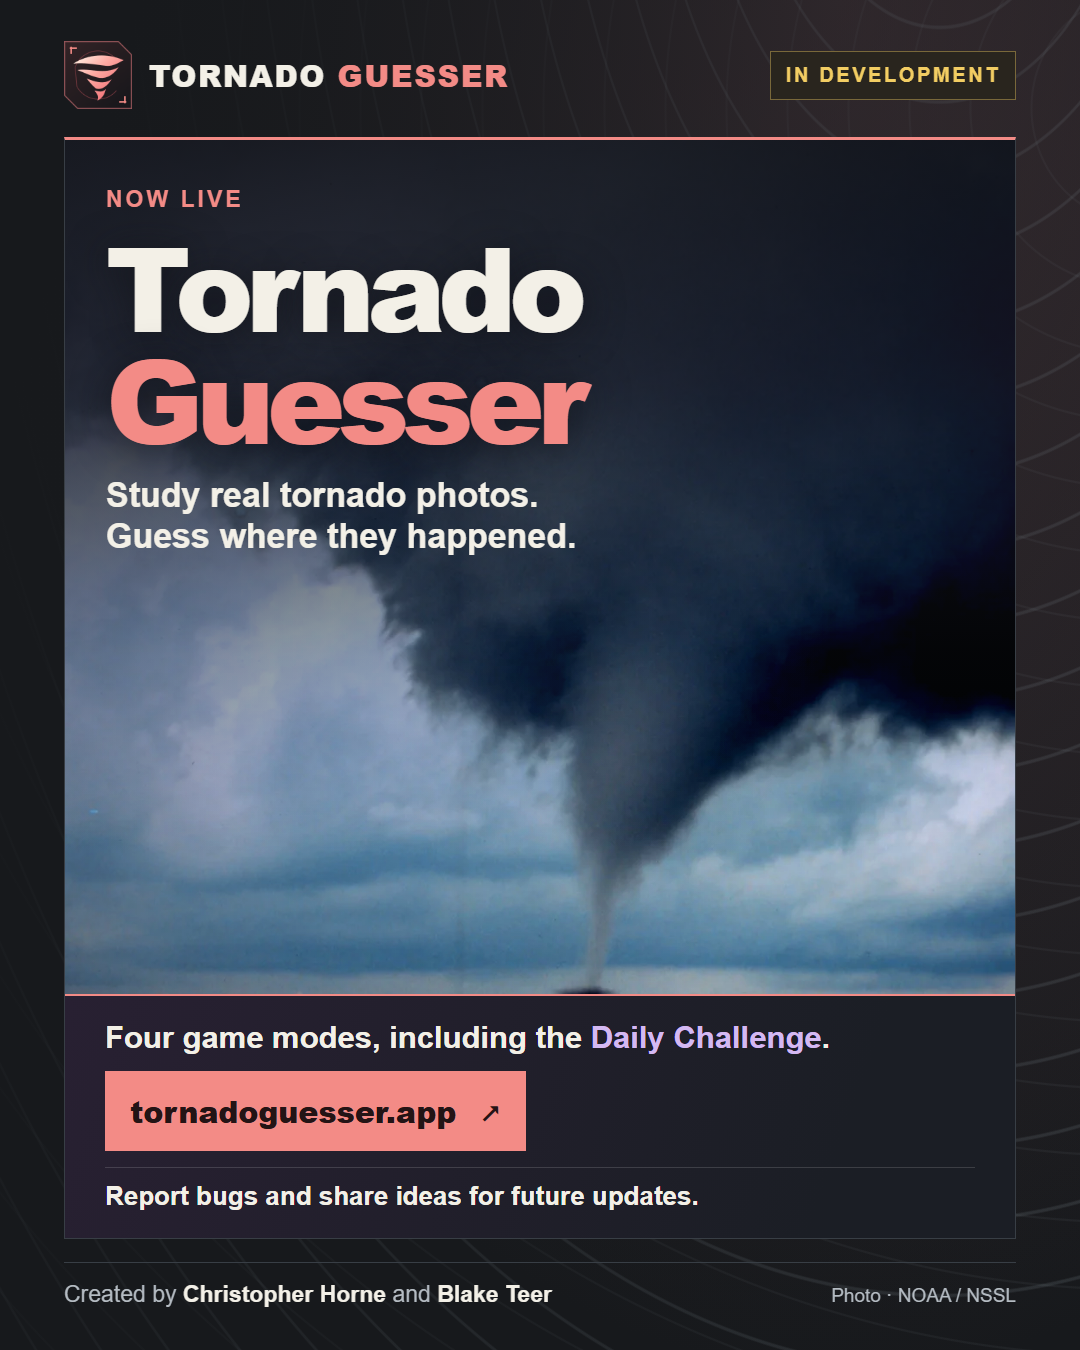 TORNADO GUESSER
IN DEVELOPMENT
NOW LIVE
Tornado
Guesser
Study real tornado photos.
Guess where they happened.
Four game modes, including the Daily Challenge.
tornadoguesser.app ↗
Report bugs and share ideas for future updates.
Created by Christopher Horne and Blake Teer
Photo · NOAA / NSSL